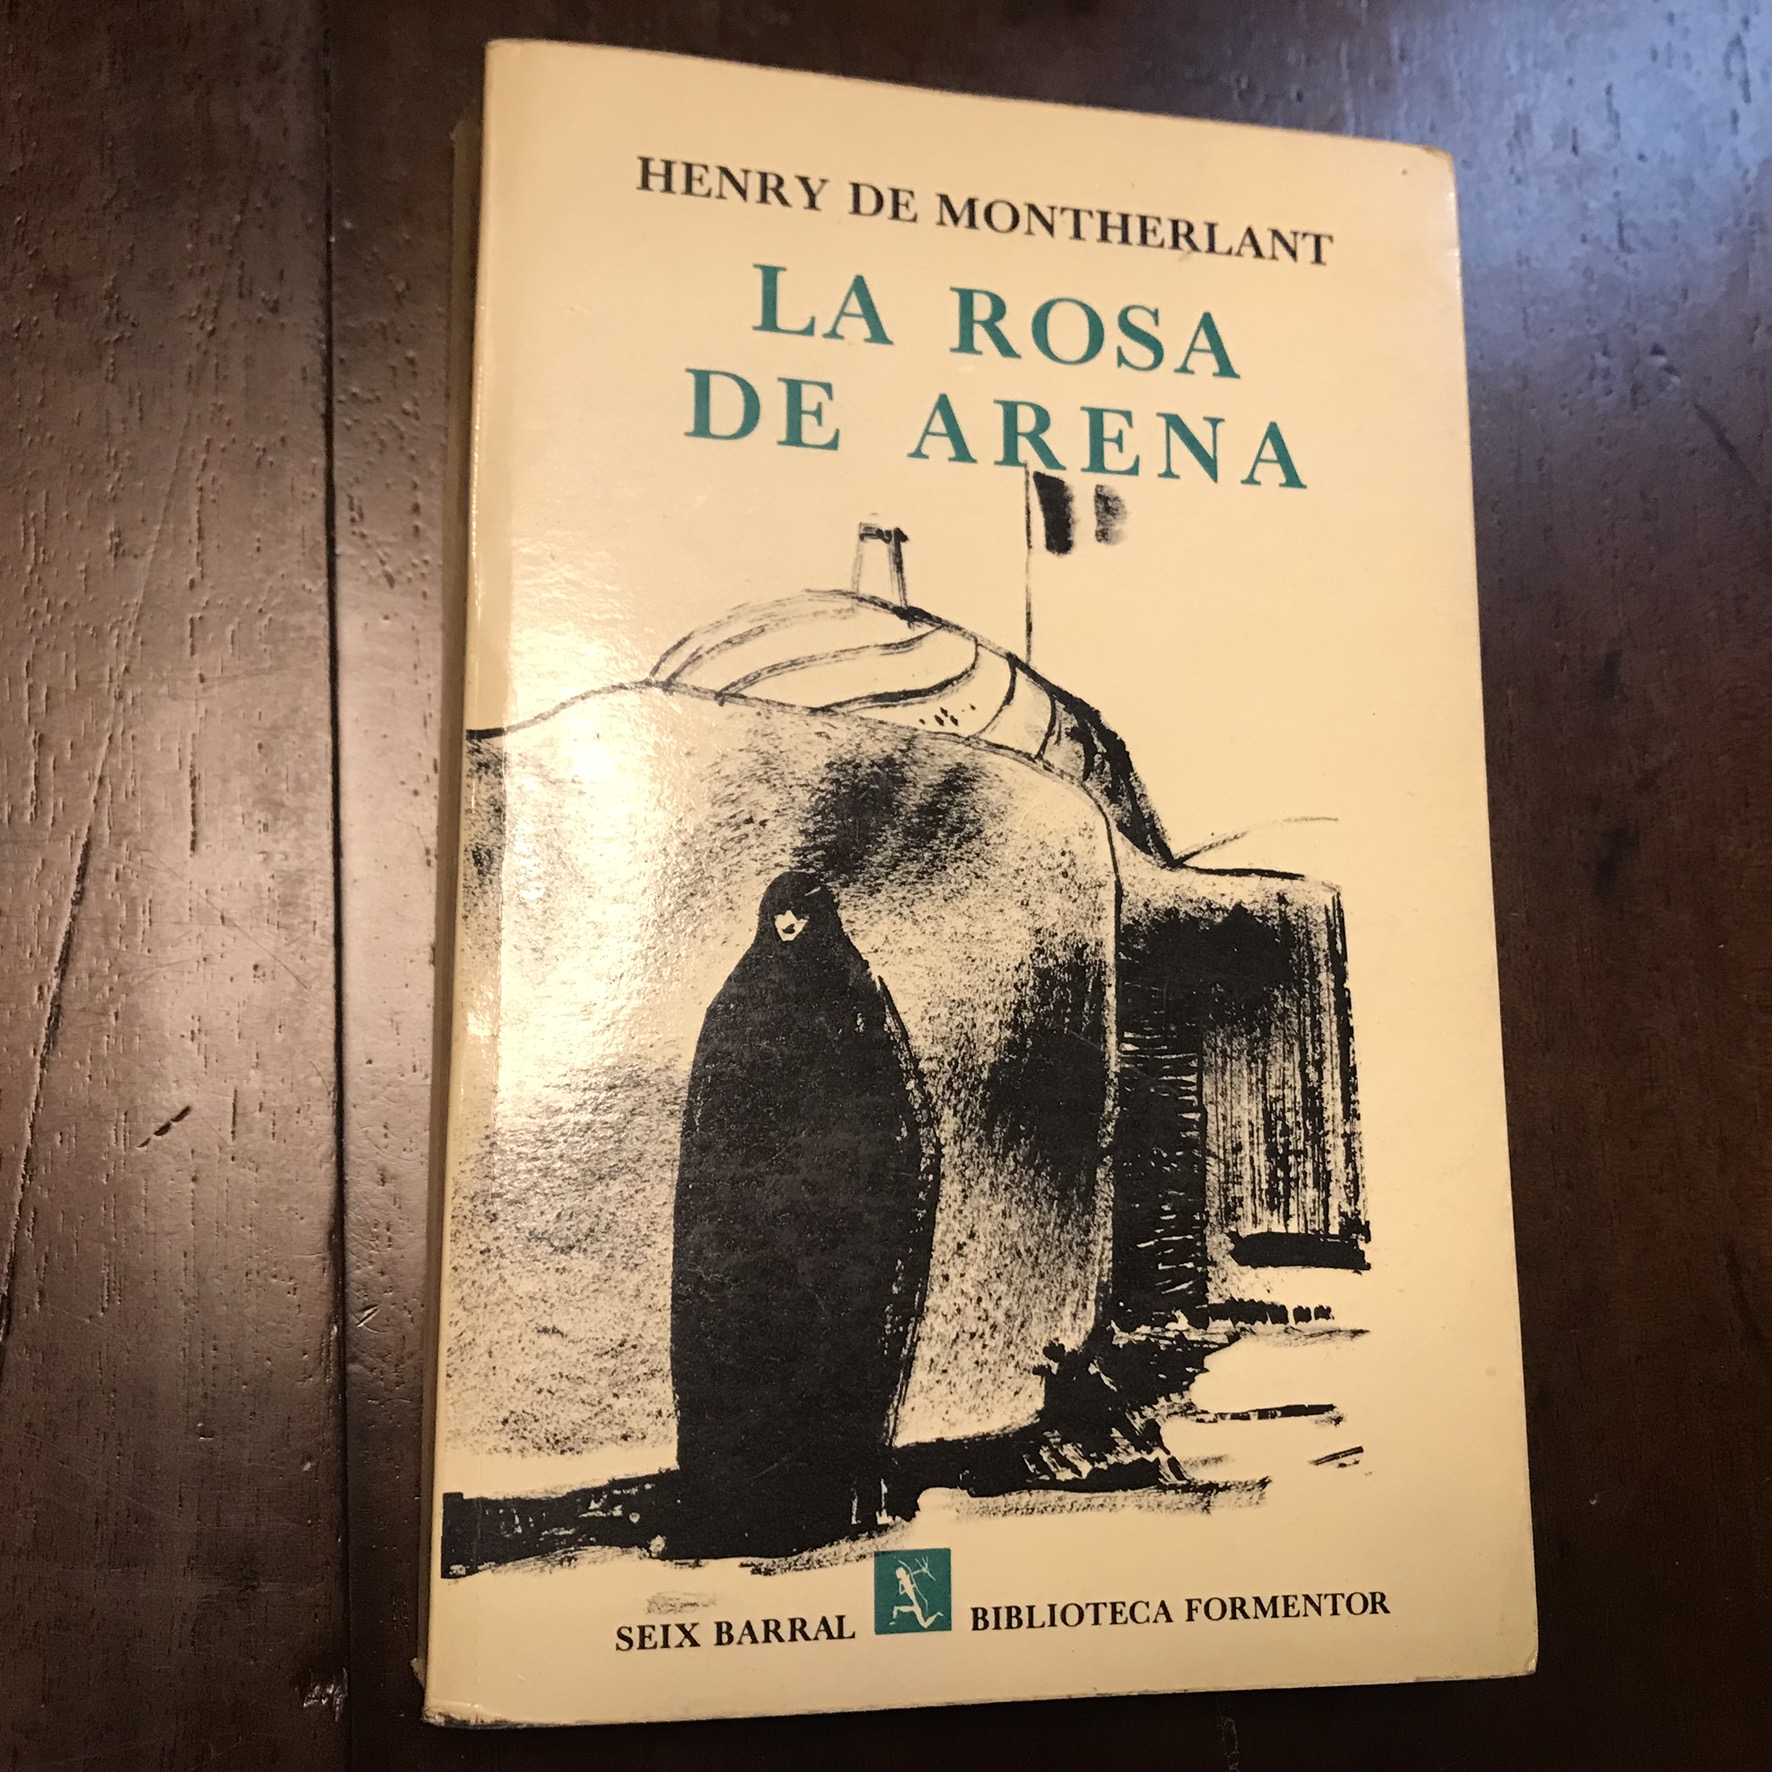 HENRY DE MONTHERLANT
LA ROSA
DE ARENA
SEIX BARRAL BIBLIOTECA FORMENTOR